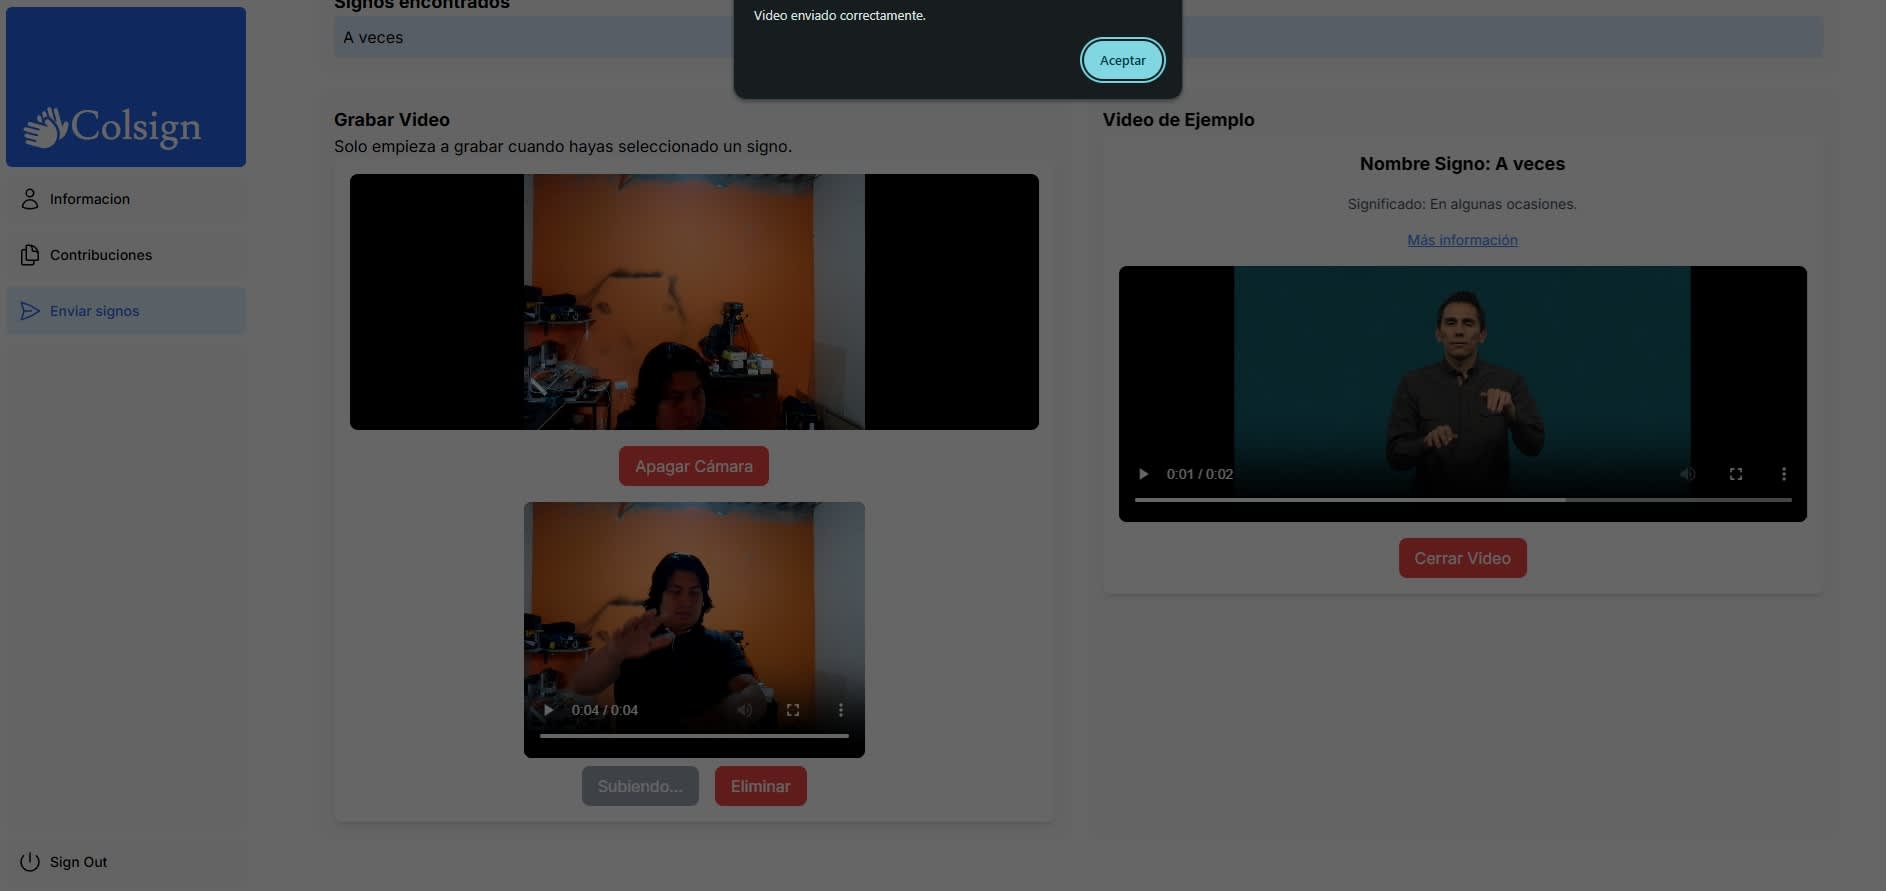 Signos encontrados
A veces
Video enviado correctamente.
Aceptar
Colsign
Informacion
Contribuciones
Enviar signos
Sign Out
Grabar Video
Solo empieza a grabar cuando hayas seleccionado un signo.
Apagar Cámara
0:04 / 0:04
Subiendo...
Eliminar
Video de Ejemplo
Nombre Signo: A veces
Significado: En algunas ocasiones.
Más información
0:01 / 0:02
Cerrar Video